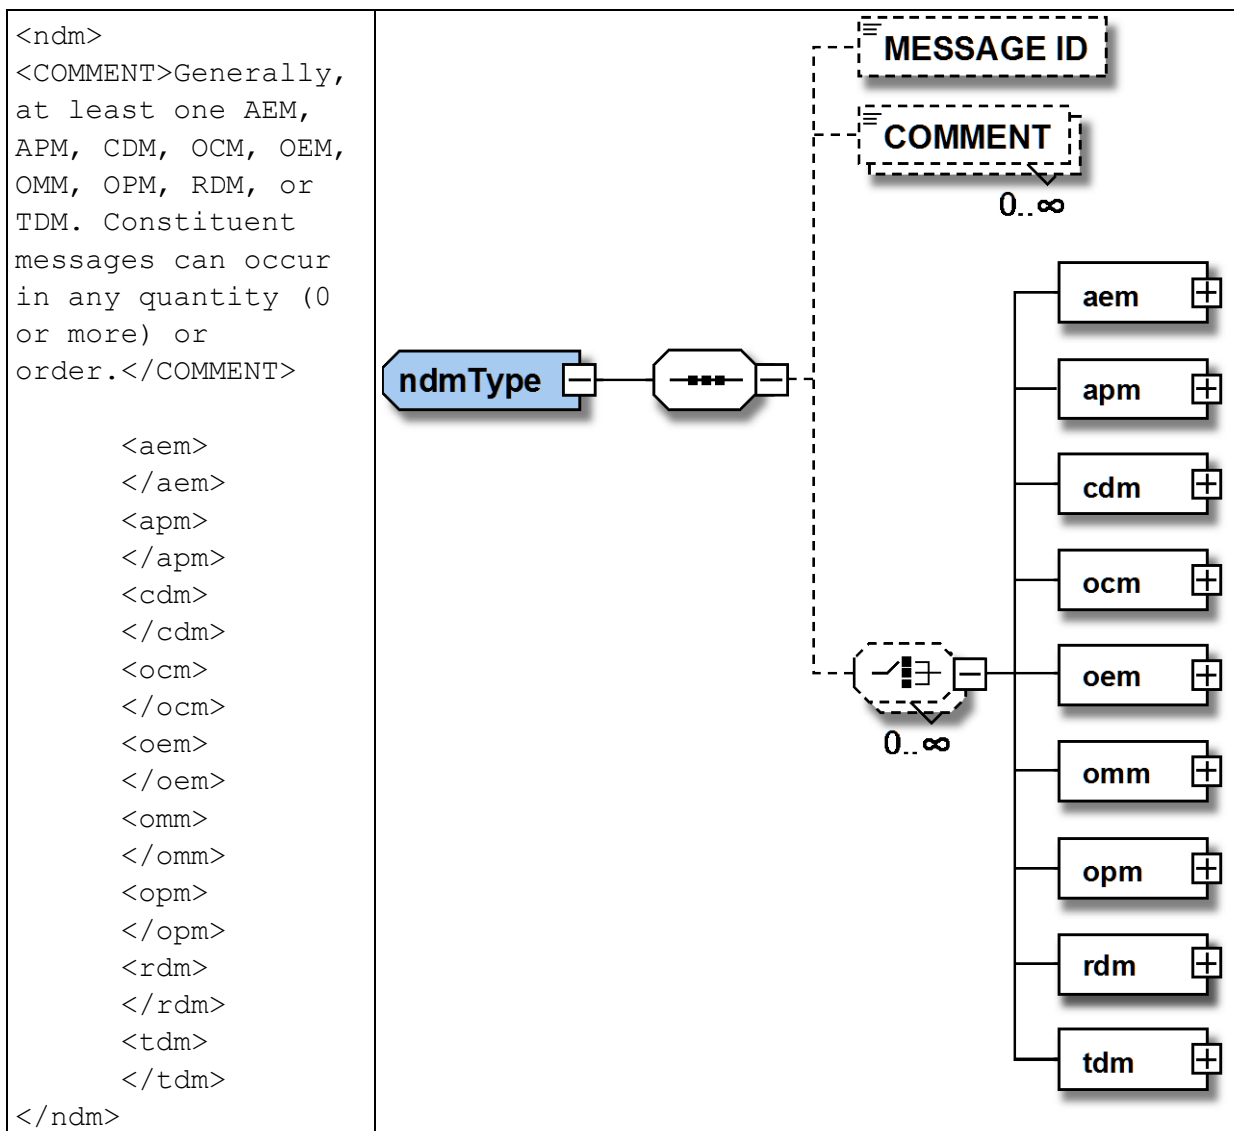 <ndm>
<COMMENT>Generally,
at least one AEM,
APM, CDM, OCM, OEM,
OMM, OPM, RDM, or
TDM. Constituent
messages can occur
in any quantity (0
or more) or
order.</COMMENT>
<aem>
</aem>
<apm>
</apm>
<cdm>
</cdm>
<ocm>
</ocm>
<oem>
</oem>
<omm>
</omm>
<opm>
</opm>
<rdm>
</rdm>
<tdm>
</tdm>
</ndm>
ndmType
MESSAGE ID
COMMENT
0..∞
0..∞
aem
apm
cdm
ocm
oem
omm
opm
rdm
tdm